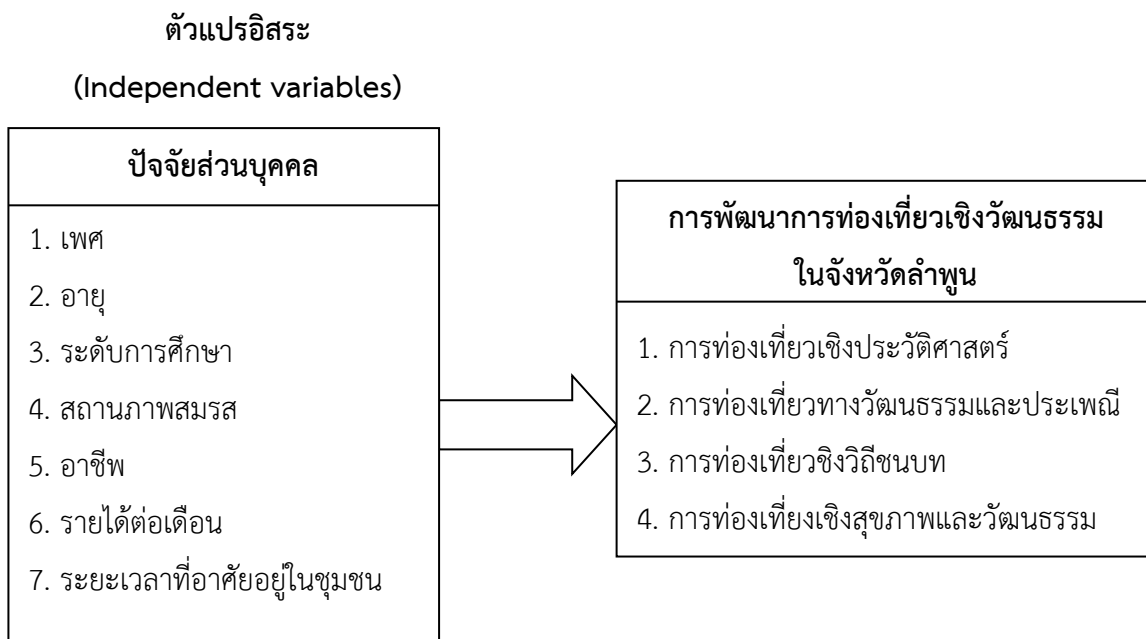 ตัวแปรอิสระ
(Independent variables)
ปัจจัยส่วนบุคคล
1. เพศ
2. อายุ
3. ระดับการศึกษา
4. สถานภาพสมรส
5. อาชีพ
6. รายได้ต่อเดือน
7. ระยะเวลาที่อาศัยอยู่ในชุมชน
การพัฒนาการท่องเที่ยวเชิงวัฒนธรรม
ในจังหวัดลำพูน
1. การท่องเที่ยวเชิงประวัติศาสตร์
2. การท่องเที่ยวทางวัฒนธรรมและประเพณี
3. การท่องเที่ยวชิงวิถีชนบท
4. การท่องเที่ยงเชิงสุขภาพและวัฒนธรรม